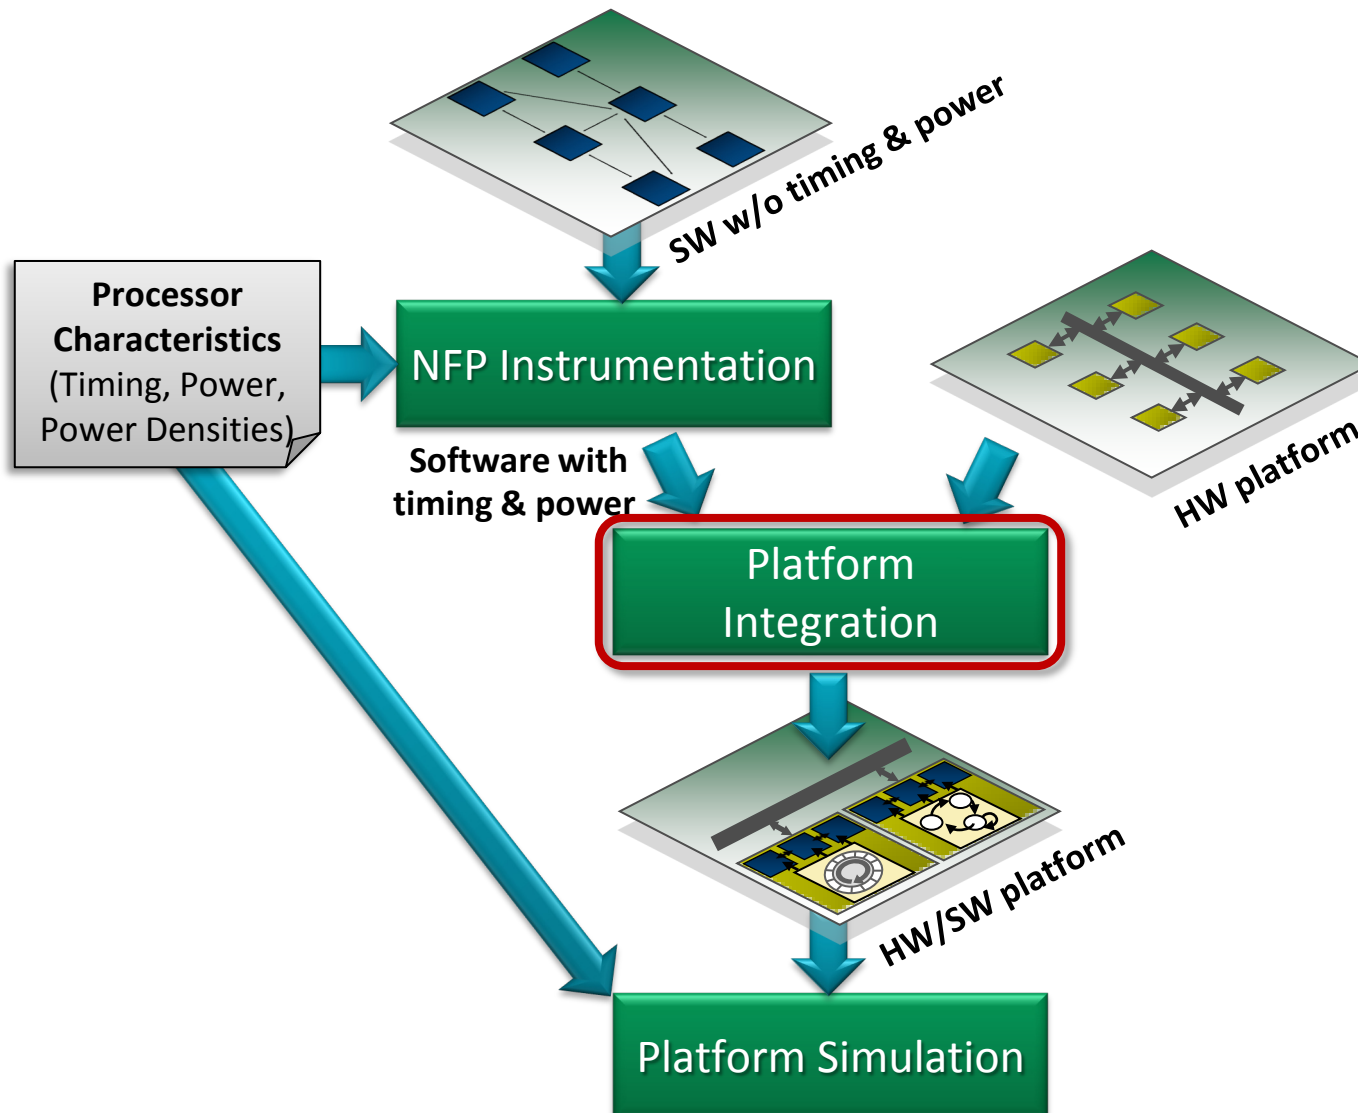 SW w/o timing & power
Processor
Characteristics
(Timing, Power,
Power Densities)
NFP Instrumentation
Software with
timing & power
HW platform
Platform
Integration
HW/SW platform
Platform Simulation